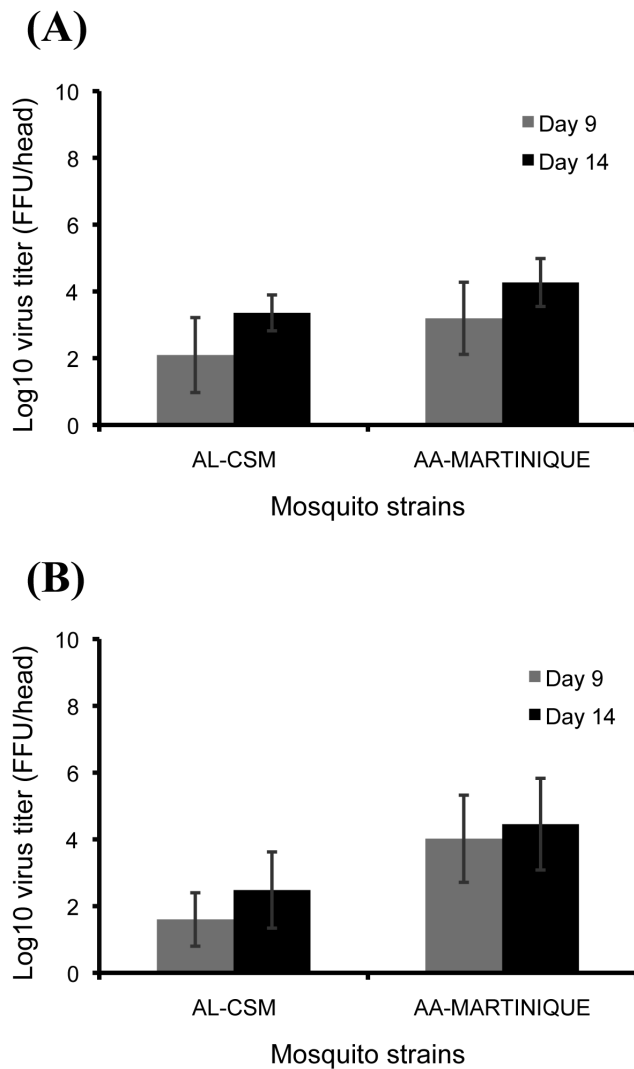 (A)
Log10 virus titer (FFU/head)
10
8
6
4
2
0
Day 9
Day 14
AL-CSM
AA-MARTINIQUE
Mosquito strains
(B)
Log10 virus titer (FFU/head)
10
8
6
4
2
0
Day 9
Day 14
AL-CSM
AA-MARTINIQUE
Mosquito strains